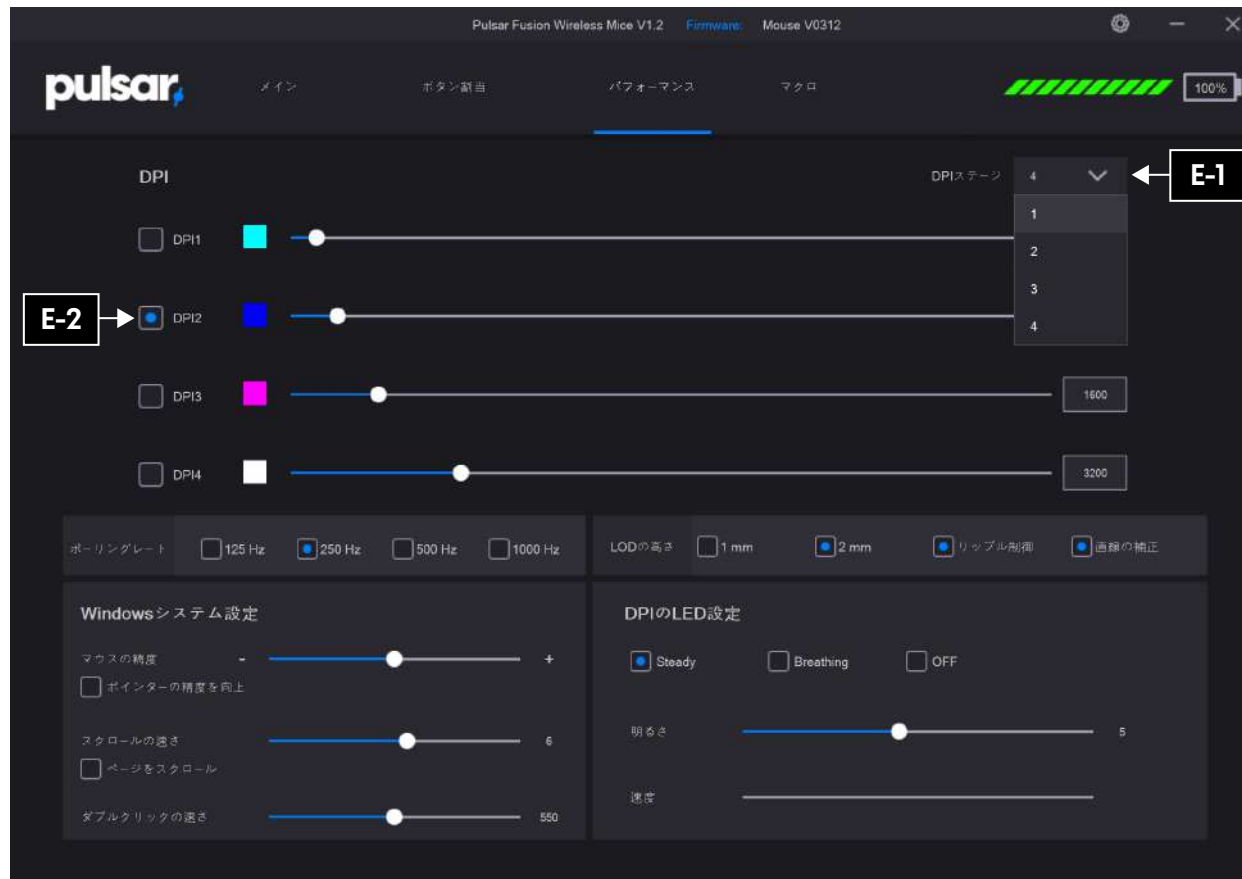 Pulsar Fusion Wireless Mice V1.2 Firmware: Mouse V0312
pulsar
メイン
ボタン割当
パフォーマンス
マクロ
100%
DPI
DPIステージ 4
E-1
1
2
3
4
DPI1
E-2
DPI2
DPI3
1600
DPI4
3200
ポーリングレート 125 Hz 250 Hz 500 Hz 1000 Hz
LODの高さ 1 mm 2 mm リップル制御 直線の補正
Windowsシステム設定
マウスの精度 - +
ポインターの精度を向上
スクロールの速さ 6
ページをスクロール
ダブルクリックの速さ 550
DPIのLED設定
Steady Breathing OFF
明るさ 5
速度